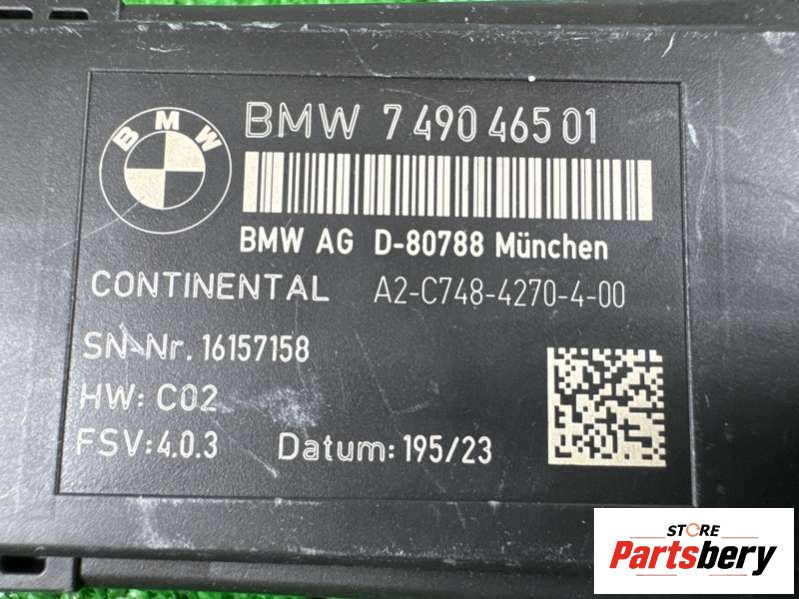 BMW
BMW 7 490 465 01
BMW AG D-80788 München
CONTINENTAL A2-C748-4270-4-00
SN-Nr. 16157158
HW: C02
FSV:4.0.3 Datum: 195/23
STORE
Partsbery